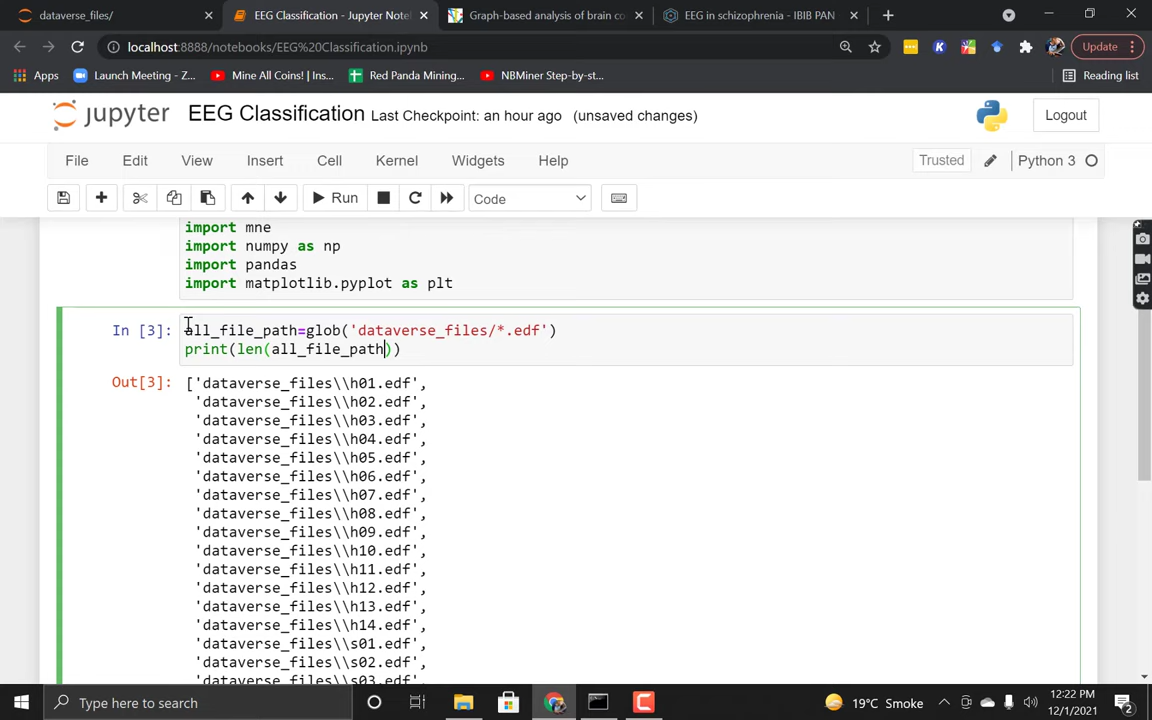 dataverse_files/
EEG Classification - Jupyter Note
Graph-based analysis of brain co
EEG in schizophrenia - IBIB PAN
localhost:8888/notebooks/EEG%20Classification.ipynb
Update
Apps
Launch Meeting - Z...
Mine All Coins! | Ins...
Red Panda Mining...
NBMiner Step-by-st...
Reading list
jupyter
EEG Classification
Last Checkpoint: an hour ago
(unsaved changes)
Logout
File
Edit
View
Insert
Cell
Kernel
Widgets
Help
Trusted
Python 3
Run
Code
import mne
import numpy as np
import pandas
import matplotlib.pyplot as plt
In [3]:
all_file_path=glob('dataverse_files/*.edf')
print(len(all_file_path))
Out[3]:
['dataverse_files\\h01.edf',
'dataverse_files\\h02.edf',
'dataverse_files\\h03.edf',
'dataverse_files\\h04.edf',
'dataverse_files\\h05.edf',
'dataverse_files\\h06.edf',
'dataverse_files\\h07.edf',
'dataverse_files\\h08.edf',
'dataverse_files\\h09.edf',
'dataverse_files\\h10.edf',
'dataverse_files\\h11.edf',
'dataverse_files\\h12.edf',
'dataverse_files\\h13.edf',
'dataverse_files\\h14.edf',
'dataverse_files\\s01.edf',
'dataverse_files\\s02.edf',
'dataverse_files\\s03.edf',
Type here to search
19°C Smoke
12:22 PM
12/1/2021
2